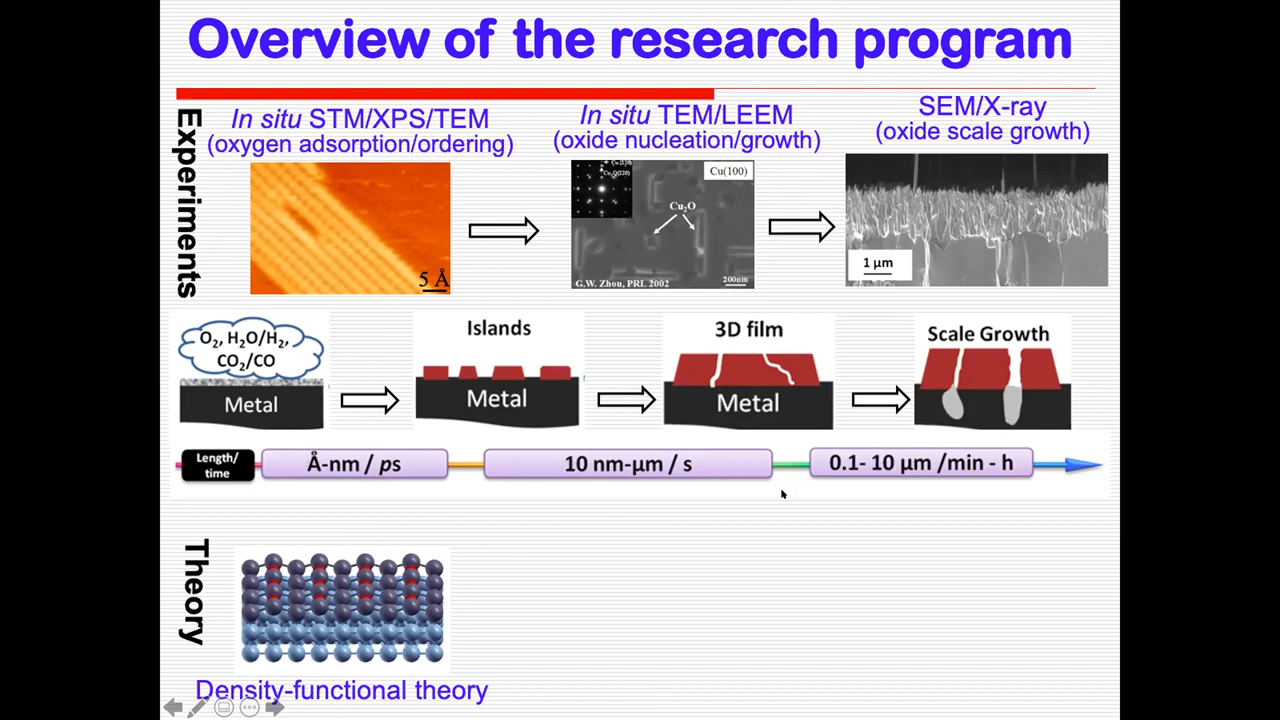 Overview of the research program
Experiments
In situ STM/XPS/TEM
(oxygen adsorption/ordering)
In situ TEM/LEEM
(oxide nucleation/growth)
SEM/X-ray
(oxide scale growth)
5 Å
Cu(100)
Cu₂O
G.W. Zhou, PRL 2002
200nm
1 µm
O₂, H₂O/H₂,
CO₂/CO
Metal
Islands
Metal
3D film
Metal
Scale Growth
Length/
time
Å-nm / ps
10 nm-µm / s
0.1- 10 µm /min - h
Theory
Density-functional theory